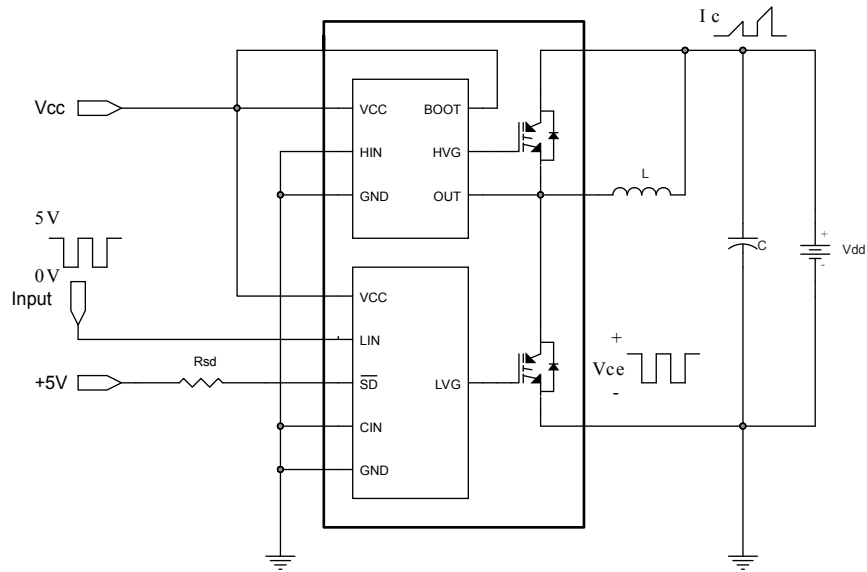 I c
Vcc
VCC
BOOT
HIN
HVG
GND
OUT
L
5V
0V
Input
+
C
Vdd
-
VCC
LIN
+5V
Rsd
SD
LVG
CIN
GND
+
Vce
-